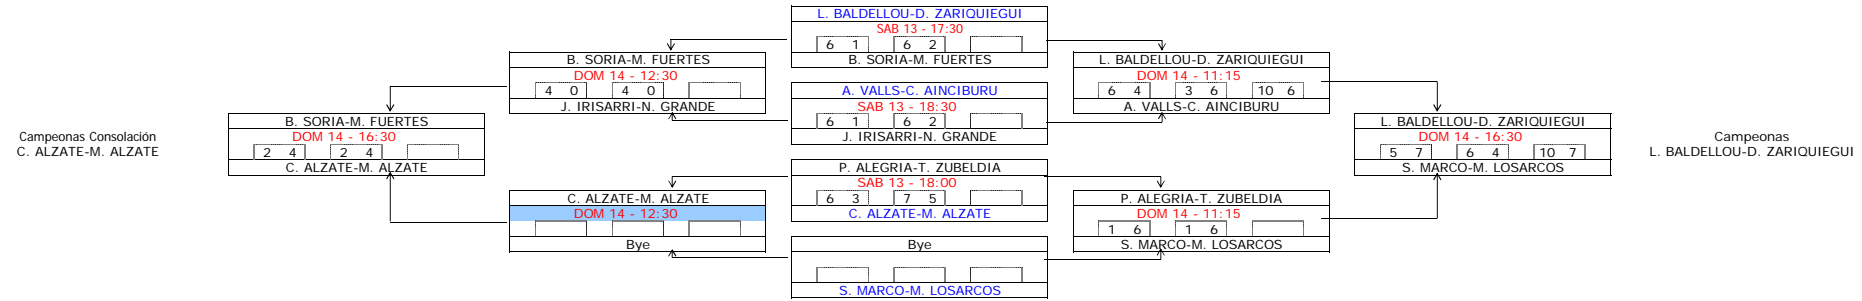 Campeonas Consolación
C. ALZATE-M. ALZATE
B. SORIA-M. FUERTES
DOM 14 - 16:30
2 4 2 4
C. ALZATE-M. ALZATE
B. SORIA-M. FUERTES
DOM 14 - 12:30
4 0 4 0
J. IRISARRI-N. GRANDE
C. ALZATE-M. ALZATE
DOM 14 - 12:30
Bye
L. BALDELLOU-D. ZARIQUIEGUI
SAB 13 - 17:30
6 1 6 2
B. SORIA-M. FUERTES
A. VALLS-C. AINCIBURU
SAB 13 - 18:30
6 1 6 2
J. IRISARRI-N. GRANDE
P. ALEGRIA-T. ZUBELDIA
SAB 13 - 18:00
6 3 7 5
C. ALZATE-M. ALZATE
Bye
S. MARCO-M. LOSARCOS
L. BALDELLOU-D. ZARIQUIEGUI
DOM 14 - 11:15
6 4 3 6 10 6
A. VALLS-C. AINCIBURU
P. ALEGRIA-T. ZUBELDIA
DOM 14 - 11:15
1 6 1 6
S. MARCO-M. LOSARCOS
L. BALDELLOU-D. ZARIQUIEGUI
DOM 14 - 16:30
5 7 6 4 10 7
S. MARCO-M. LOSARCOS
Campeonas
L. BALDELLOU-D. ZARIQUIEGUI